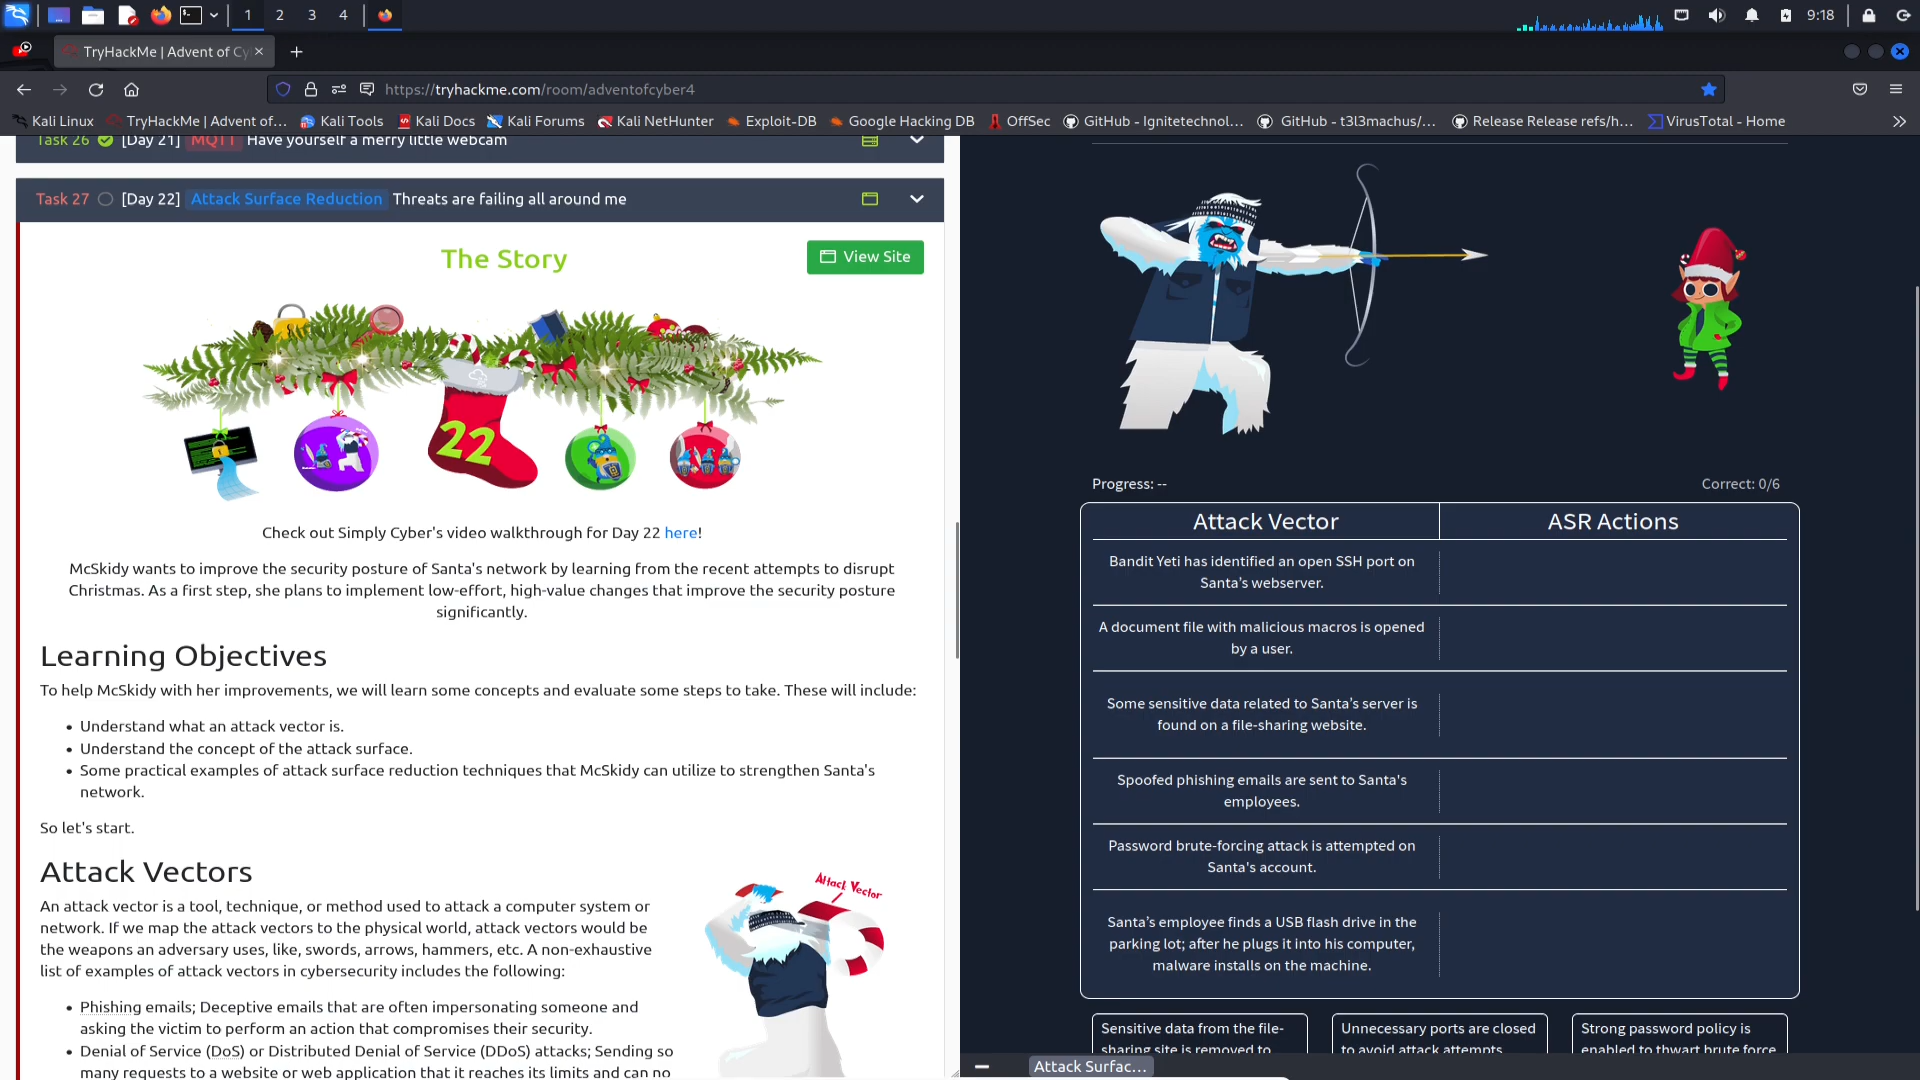 1
2
3
4
9:18
TryHackMe | Advent of Cy
https://tryhackme.com/room/adventofcyber4
Kali Linux
TryHackMe | Advent of…
Kali Tools
Kali Docs
Kali Forums
Kali NetHunter
Exploit-DB
Google Hacking DB
OffSec
GitHub - Ignitetechnol…
GitHub - t3l3machus/…
Release Release refs/h…
VirusTotal - Home
Task 26 [Day 21] MQTT Have yourself a merry little webcam
Task 27 [Day 22] Attack Surface Reduction Threats are failing all around me
The Story
View Site
22
Check out Simply Cyber's video walkthrough for Day 22 here!
McSkidy wants to improve the security posture of Santa's network by learning from the recent attempts to disrupt
Christmas. As a first step, she plans to implement low-effort, high-value changes that improve the security posture
significantly.
Learning Objectives
To help McSkidy with her improvements, we will learn some concepts and evaluate some steps to take. These will include:
• Understand what an attack vector is.
• Understand the concept of the attack surface.
• Some practical examples of attack surface reduction techniques that McSkidy can utilize to strengthen Santa's
network.
So let's start.
Attack Vectors
Attack Vector
An attack vector is a tool, technique, or method used to attack a computer system or
network. If we map the attack vectors to the physical world, attack vectors would be
the weapons an adversary uses, like, swords, arrows, hammers, etc. A non-exhaustive
list of examples of attack vectors in cybersecurity includes the following:
• Phishing emails; Deceptive emails that are often impersonating someone and
asking the victim to perform an action that compromises their security.
• Denial of Service (DoS) or Distributed Denial of Service (DDoS) attacks; Sending so
many requests to a website or web application that it reaches its limits and can no
Progress: --
Correct: 0/6
Attack Vector
ASR Actions
Bandit Yeti has identified an open SSH port on
Santa’s webserver.
A document file with malicious macros is opened
by a user.
Some sensitive data related to Santa’s server is
found on a file-sharing website.
Spoofed phishing emails are sent to Santa's
employees.
Password brute-forcing attack is attempted on
Santa's account.
Santa’s employee finds a USB flash drive in the
parking lot; after he plugs it into his computer,
malware installs on the machine.
Sensitive data from the file-
sharing site is removed to
Unnecessary ports are closed
to avoid attack attempts
Strong password policy is
enabled to thwart brute force
Attack Surfac…